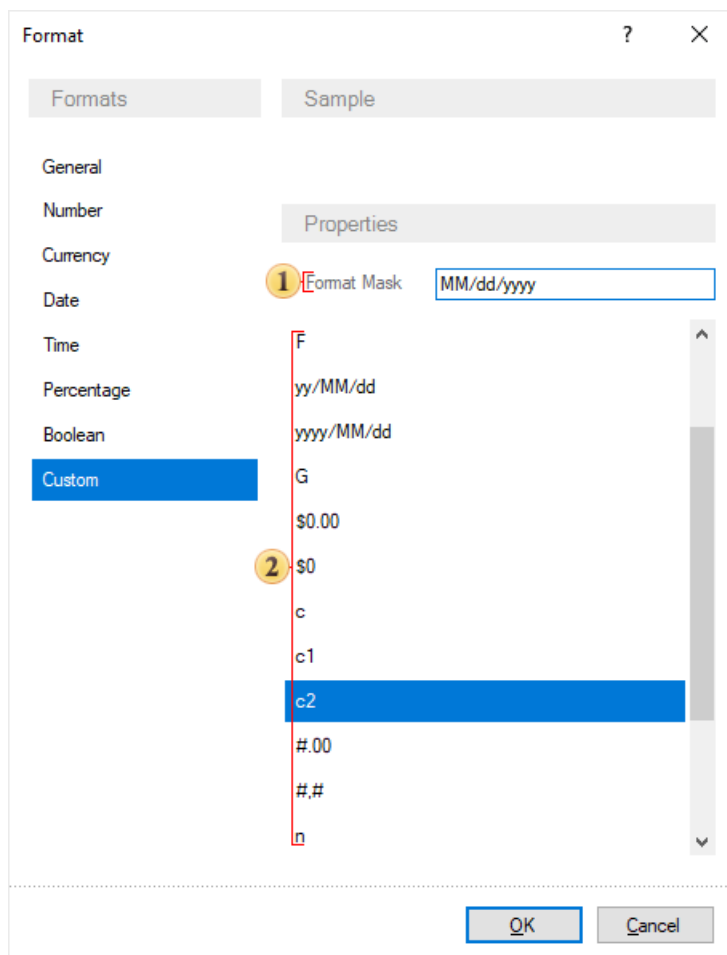 Format ?
Formats
Sample
General
Number
Currency
Date
Time
Percentage
Boolean
Custom
Properties
1 Format Mask MM/dd/yyyy
F
yy/MM/dd
yyyy/MM/dd
G
$0.00
2 $0
c
c1
c2
#.00
#,#
n
OK
Cancel